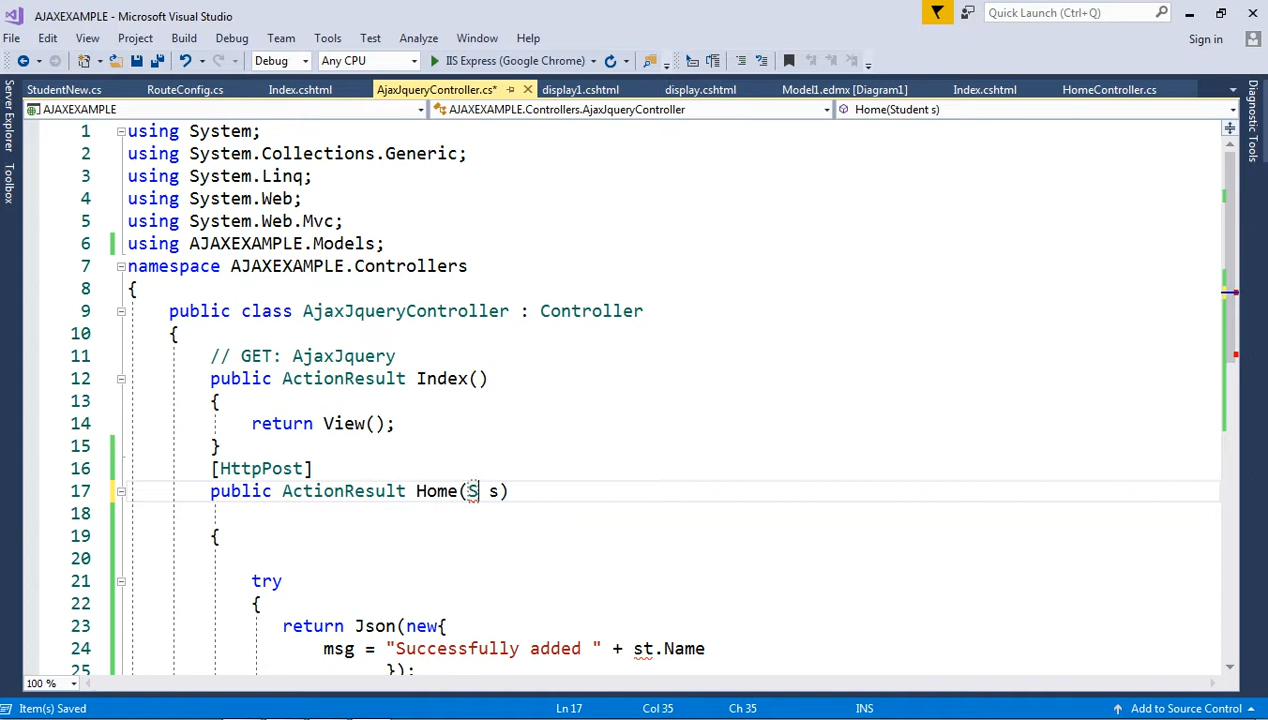 AJAXEXAMPLE - Microsoft Visual Studio
Quick Launch (Ctrl+Q)
File Edit View Project Build Debug Team Tools Test Analyze Window Help
Sign in
Debug Any CPU IIS Express (Google Chrome)
StudentNew.cs RouteConfig.cs Index.cshtml AjaxJqueryController.cs* display1.cshtml display.cshtml Model1.edmx [Diagram1] Index.cshtml HomeController.cs
AJAXEXAMPLE AJAXEXAMPLE.Controllers.AjaxJqueryController Home(Student s)
Server Explorer
Toolbox
Diagnostic Tools
1 using System;
2 using System.Collections.Generic;
3 using System.Linq;
4 using System.Web;
5 using System.Web.Mvc;
6 using AJAXEXAMPLE.Models;
7 namespace AJAXEXAMPLE.Controllers
8 {
9 public class AjaxJqueryController : Controller
10 {
11 // GET: AjaxJquery
12 public ActionResult Index()
13 {
14 return View();
15 }
16 [HttpPost]
17 public ActionResult Home(S s)
18
19 {
20
21 try
22 {
23 return Json(new{
24 msg = "Successfully added " + st.Name
25 });
100 %
Item(s) Saved Ln 17 Col 35 Ch 35 INS Add to Source Control